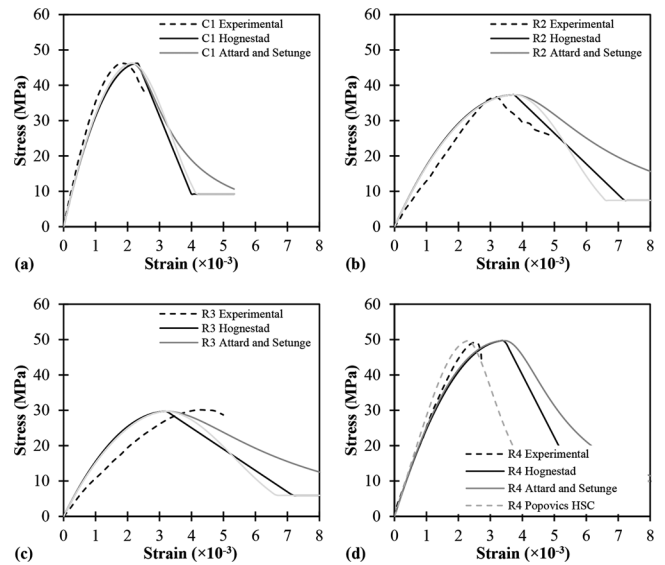 60
50
40
30
20
10
0
Stress (MPa)
C1 Experimental
C1 Hognestad
C1 Attard and Setunge
0 1 2 3 4 5 6 7 8
(a) Strain (×10-3)
60
50
40
30
20
10
0
Stress (MPa)
R2 Experimental
R2 Hognestad
R2 Attard and Setunge
0 1 2 3 4 5 6 7 8
(b) Strain (×10-3)
60
50
40
30
20
10
0
Stress (MPa)
R3 Experimental
R3 Hognestad
R3 Attard and Setunge
0 1 2 3 4 5 6 7 8
(c) Strain (×10-3)
60
50
40
30
20
10
0
Stress (MPa)
R4 Experimental
R4 Hognestad
R4 Attard and Setunge
R4 Popovics HSC
0 1 2 3 4 5 6 7 8
(d) Strain (×10-3)